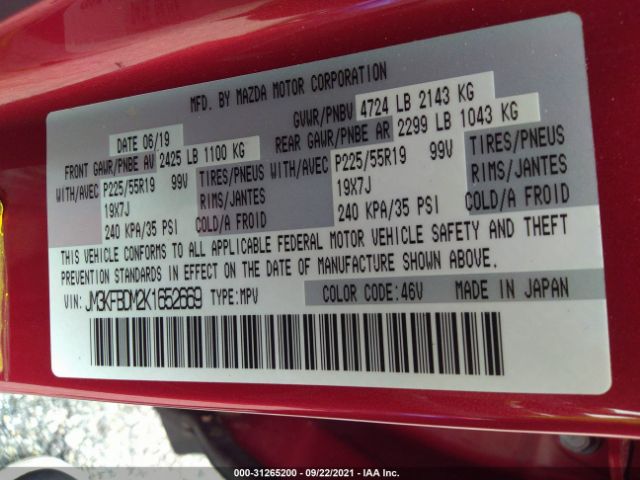 MFD. BY MAZDA MOTOR CORPORATION
DATE 06/19
GVWR/PNBV 4724 LB 2143 KG
FRONT GAWR/PNBE AV 2425 LB 1100 KG
REAR GAWR/PNBE AR 2299 LB 1043 KG
WITH/AVEC P225/55R19 99V TIRES/PNEUS
19X7J RIMS/JANTES
240 KPA/35 PSI COLD/A FROID
WITH/AVEC P225/55R19 99V TIRES/PNEUS
19X7J RIMS/JANTES
240 KPA/35 PSI COLD/A FROID
THIS VEHICLE CONFORMS TO ALL APPLICABLE FEDERAL MOTOR VEHICLE SAFETY AND THEFT
PREVENTION STANDARDS IN EFFECT ON THE DATE OF MANUFACTURE SHOWN ABOVE.
VIN: JM3KFBDM2K1652669 TYPE:MPV
COLOR CODE:46V MADE IN JAPAN
000-31265200 - 09/22/2021 - IAA Inc.